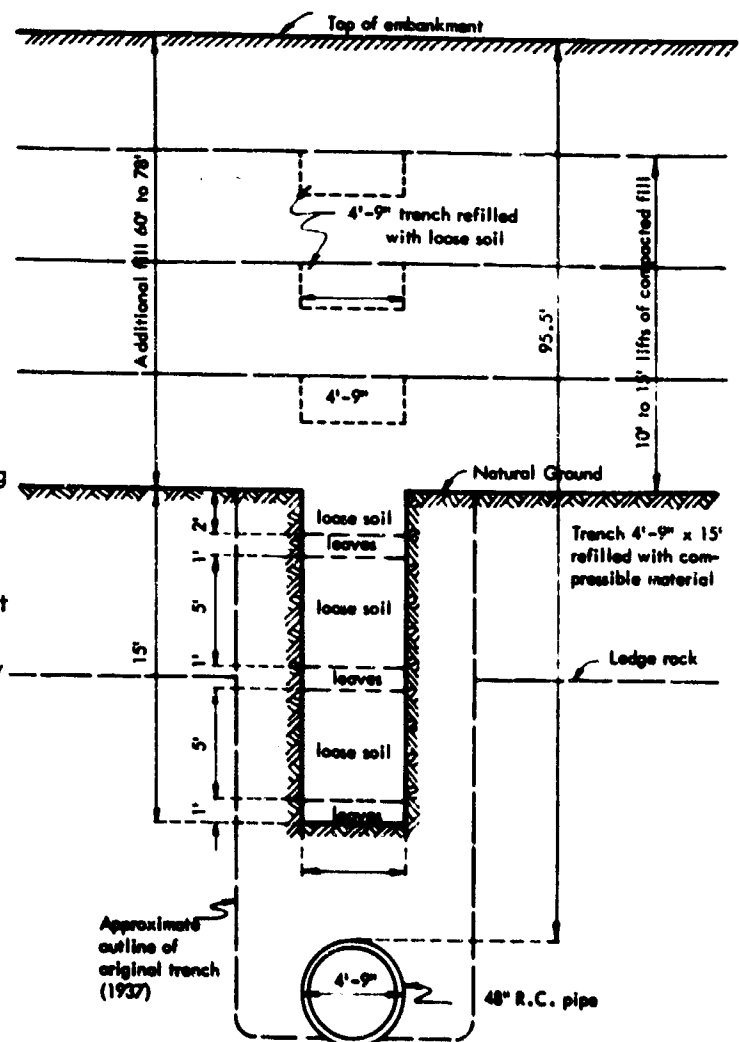 Top of embankment
Additional fill 60' to 78'
4'-9" trench refilled
with loose soil
95.5'
10' to 15' lifts of compacted fill
4'-9"
g
Natural Ground
2'
loose soil
leaves
1'
Trench 4'-9" x 15'
refilled with com-
pressible material
5'
loose soil
t
15'
1'
leaves
Ledge rock
5'
loose soil
1'
leaves
Approximate
outline of
original trench
(1937)
4'-9"
48" R.C. pipe